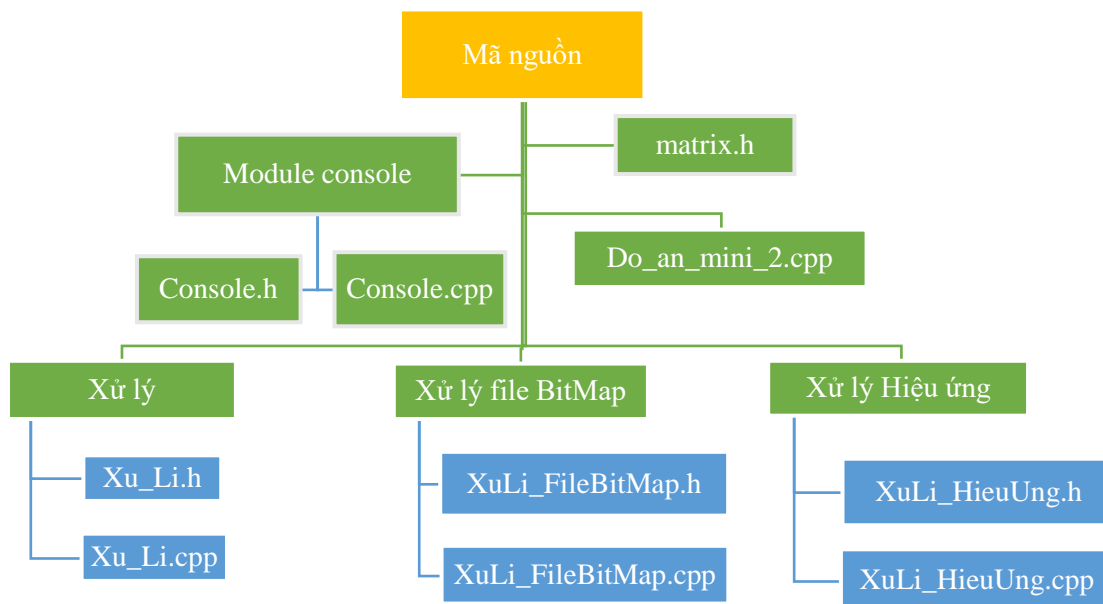 Mã nguồn
matrix.h
Module console
Do_an_mini_2.cpp
Console.h
Console.cpp
Xử lý
Xử lý file BitMap
Xử lý Hiệu ứng
Xu_Li.h
XuLi_FileBitMap.h
XuLi_HieuUng.h
Xu_Li.cpp
XuLi_FileBitMap.cpp
XuLi_HieuUng.cpp